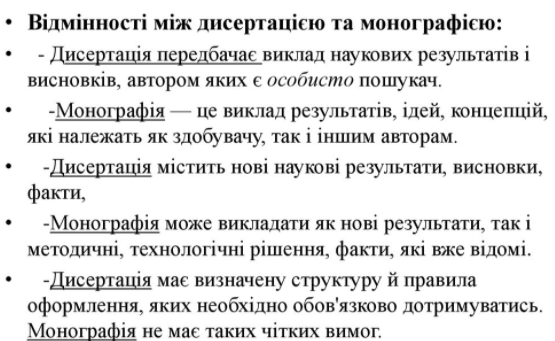 • Відмінності між дисертацією та монографією:
• - Дисертація передбачає виклад наукових результатів і
висновків, автором яких є особисто пошукач.
• -Монографія — це виклад результатів, ідей, концепцій,
які належать як здобувачу, так і іншим авторам.
• -Дисертація містить нові наукові результати, висновки,
факти,
• -Монографія може викладати як нові результати, так і
методичні, технологічні рішення, факти, які вже відомі.
• -Дисертація має визначену структуру й правила
оформлення, яких необхідно обов'язково дотримуватись.
Монографія не має таких чітких вимог.